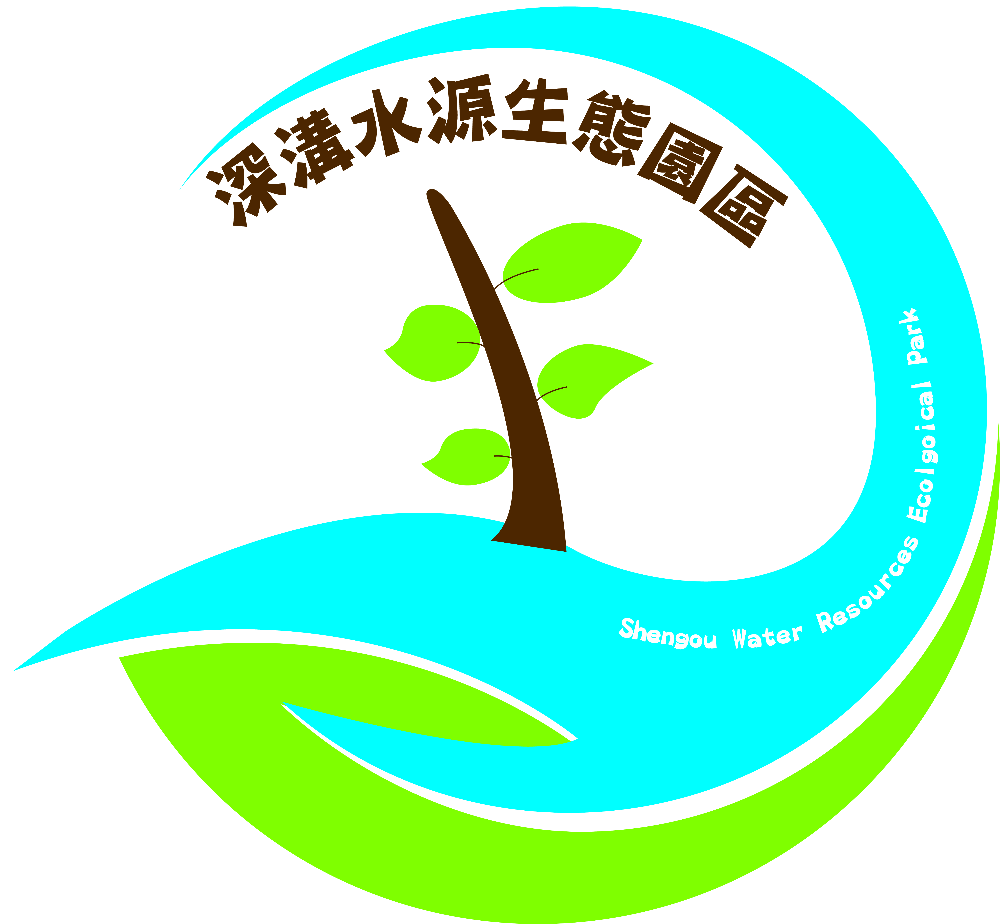 深溝水源生態園區
Shengou Water Resources Ecolgoical park